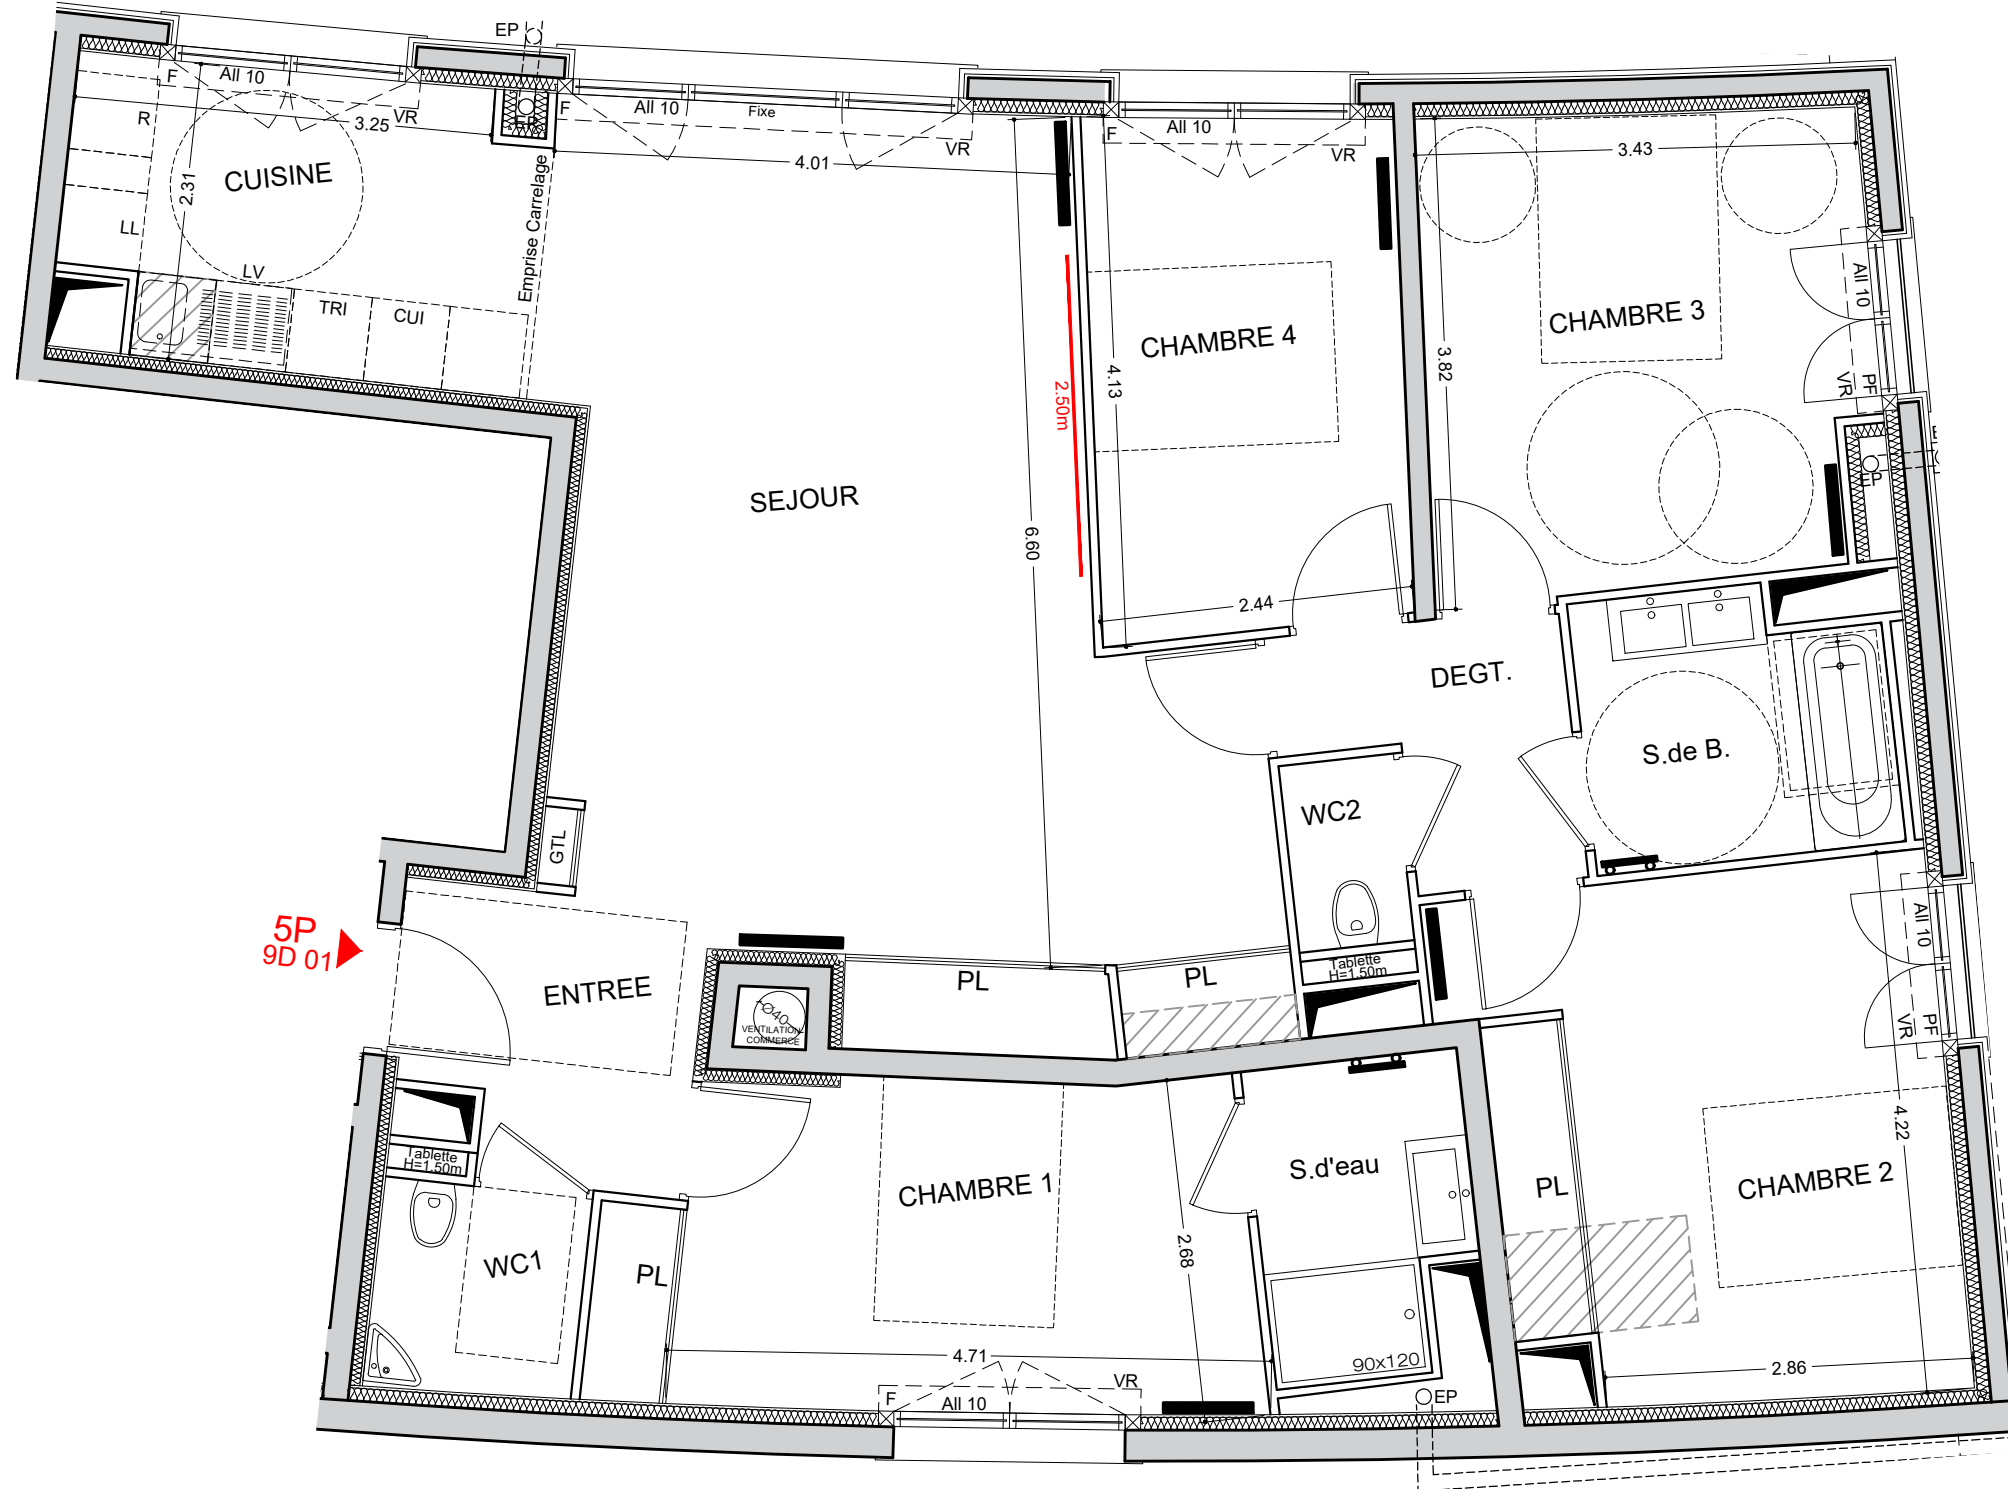 EP
F
All 10
R
3.25
VR
EP
CUISINE
2.31
LL
LV
TRI
CUI
Emprise Carrelage
F
All 10
Fixe
VR
4.01
F
All 10
VR
3.43
CHAMBRE 4
CHAMBRE 3
All 10
PF
VR
2.50m
4.13
3.82
EP
SEJOUR
6.60
2.44
DEGT.
S.de B.
WC2
GTL
5P
9D 01
ENTREE
PL
PL
Tablette
H=1.50m
Ø40
VENTILATION
COMMERCE
All 10
PF
VR
4.22
Tablette
H=1.50m
WC1
PL
CHAMBRE 1
2.68
S.d'eau
PL
CHAMBRE 2
4.71
90x120
2.86
F
All 10
VR
EP